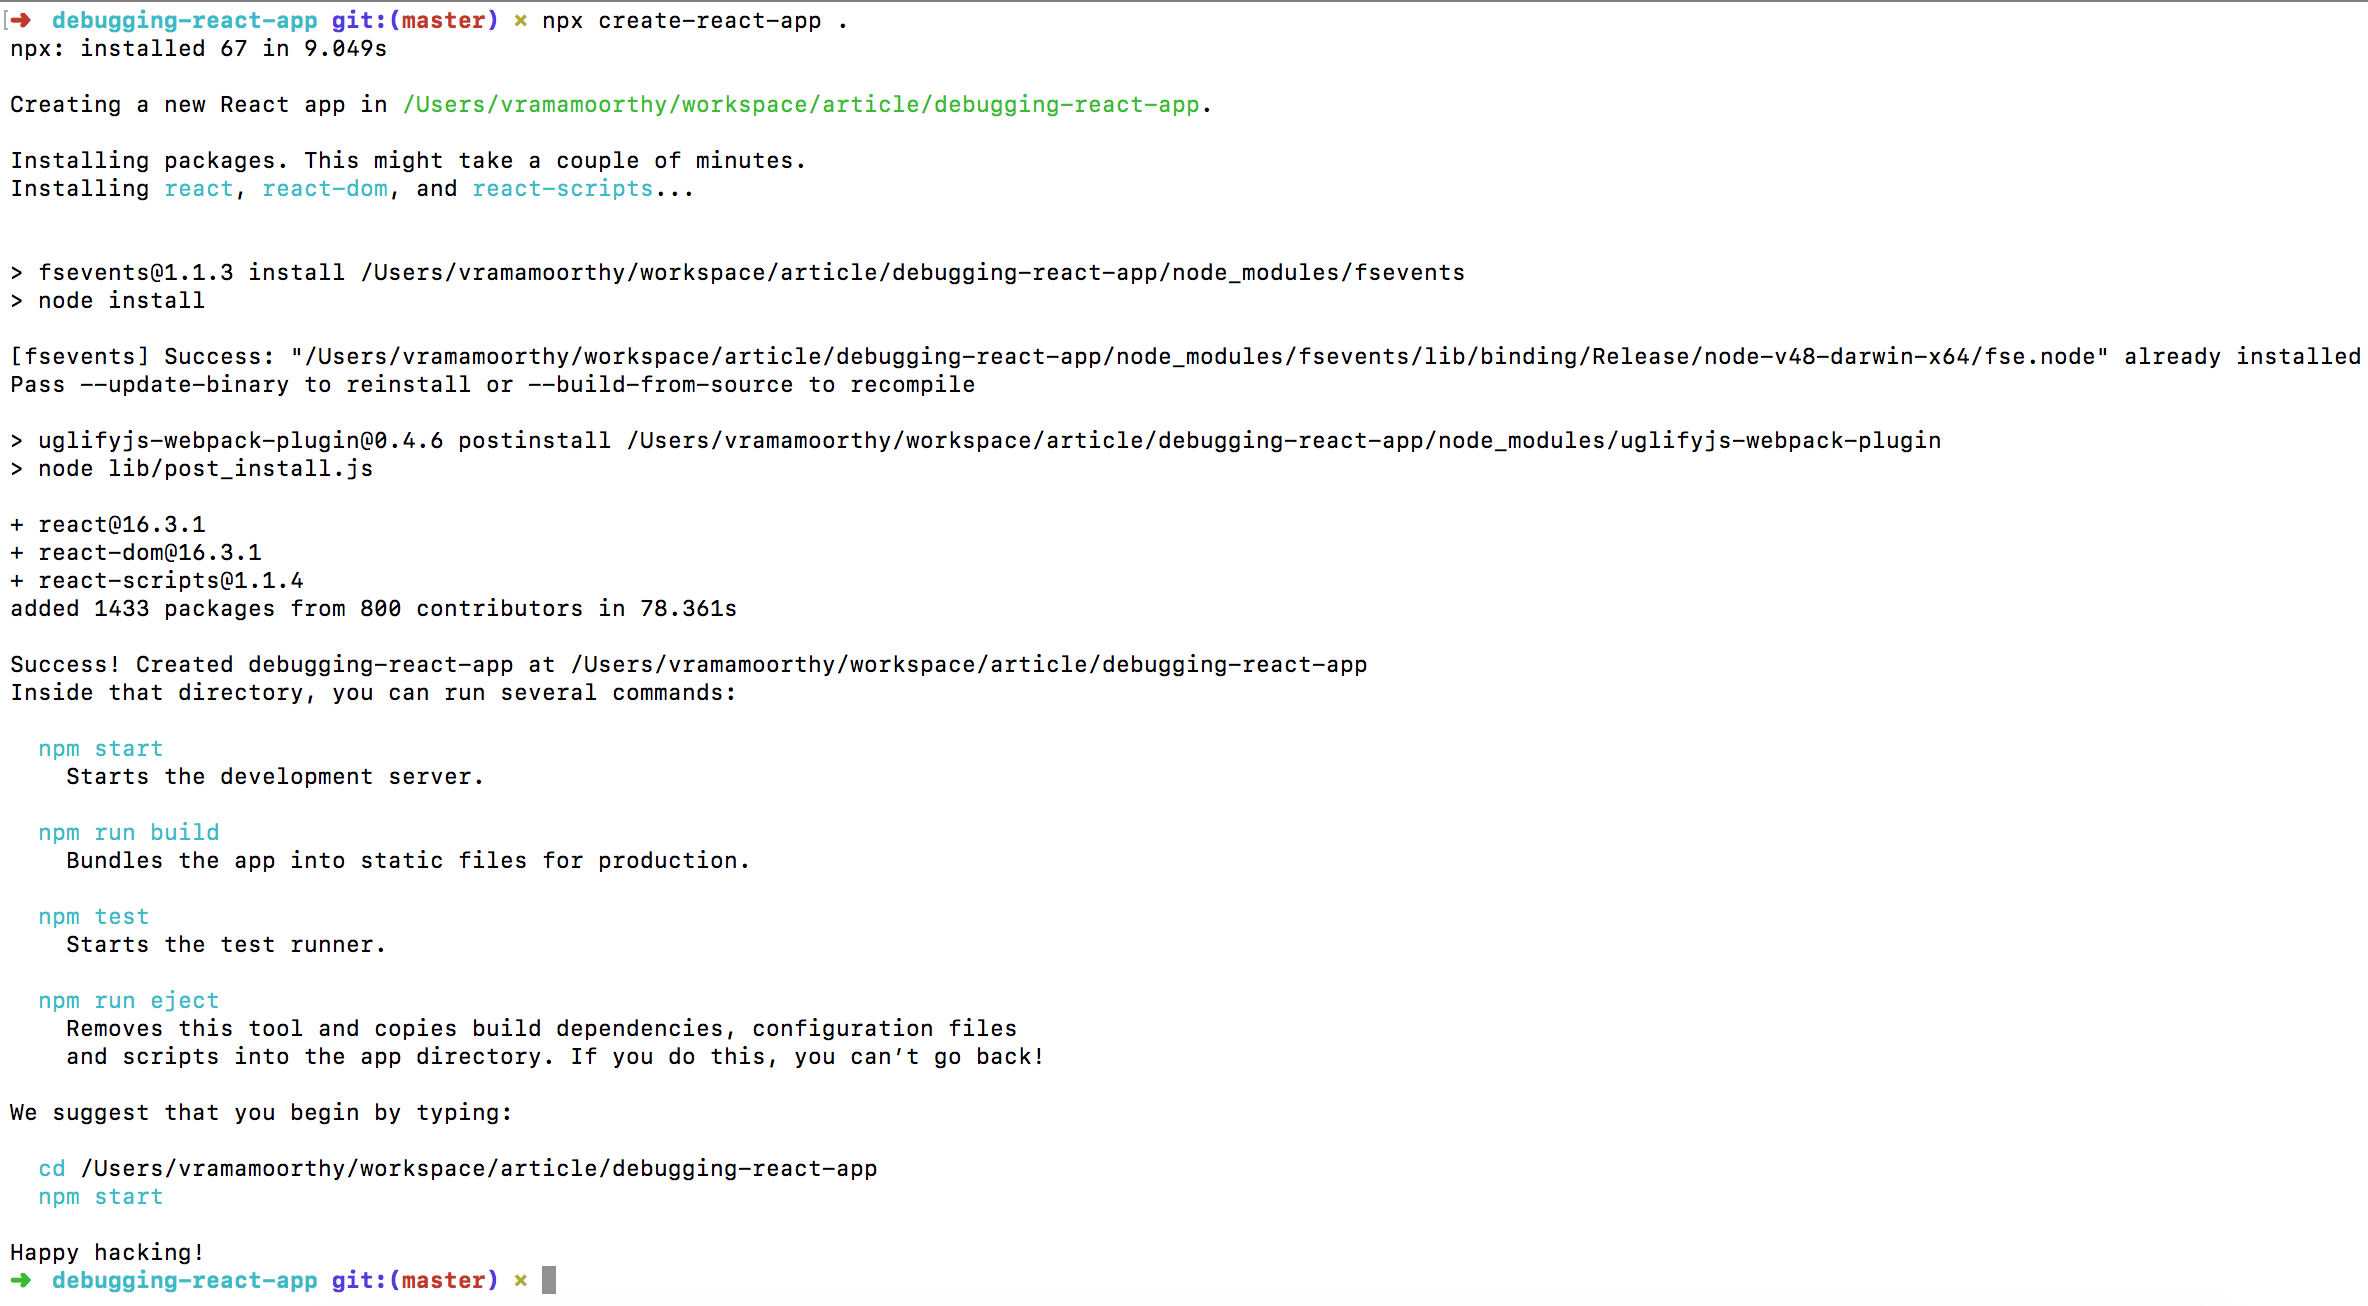 ➜ debugging-react-app git:(master) × npx create-react-app .
npx: installed 67 in 9.049s
Creating a new React app in /Users/vramamoorthy/workspace/article/debugging-react-app.
Installing packages. This might take a couple of minutes.
Installing react, react-dom, and react-scripts...
> fsevents@1.1.3 install /Users/vramamoorthy/workspace/article/debugging-react-app/node_modules/fsevents
> node install
[fsevents] Success: "/Users/vramamoorthy/workspace/article/debugging-react-app/node_modules/fsevents/lib/binding/Release/node-v48-darwin-x64/fse.node" already installed
Pass --update-binary to reinstall or --build-from-source to recompile
> uglifyjs-webpack-plugin@0.4.6 postinstall /Users/vramamoorthy/workspace/article/debugging-react-app/node_modules/uglifyjs-webpack-plugin
> node lib/post_install.js
+ react@16.3.1
+ react-dom@16.3.1
+ react-scripts@1.1.4
added 1433 packages from 800 contributors in 78.361s
Success! Created debugging-react-app at /Users/vramamoorthy/workspace/article/debugging-react-app
Inside that directory, you can run several commands:
npm start
Starts the development server.
npm run build
Bundles the app into static files for production.
npm test
Starts the test runner.
npm run eject
Removes this tool and copies build dependencies, configuration files
and scripts into the app directory. If you do this, you can’t go back!
We suggest that you begin by typing:
cd /Users/vramamoorthy/workspace/article/debugging-react-app
npm start
Happy hacking!
➜ debugging-react-app git:(master) ×